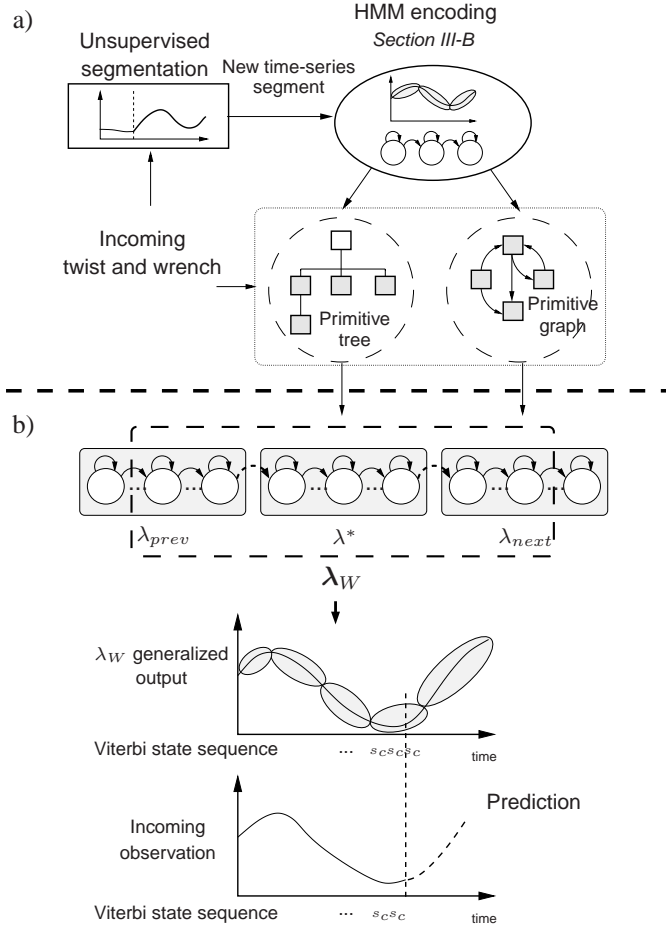 a)
HMM encoding
Section III-B
Unsupervised
segmentation
New time-series
segment
Incoming
twist and wrench
Primitive
tree
Primitive
graph
b)
... ... ... ... ... ...
λprev
λ*
λnext
λW
λW generalized
output
Viterbi state sequence ... scscsc time
Incoming
observation
Prediction
Viterbi state sequence ... scsc time